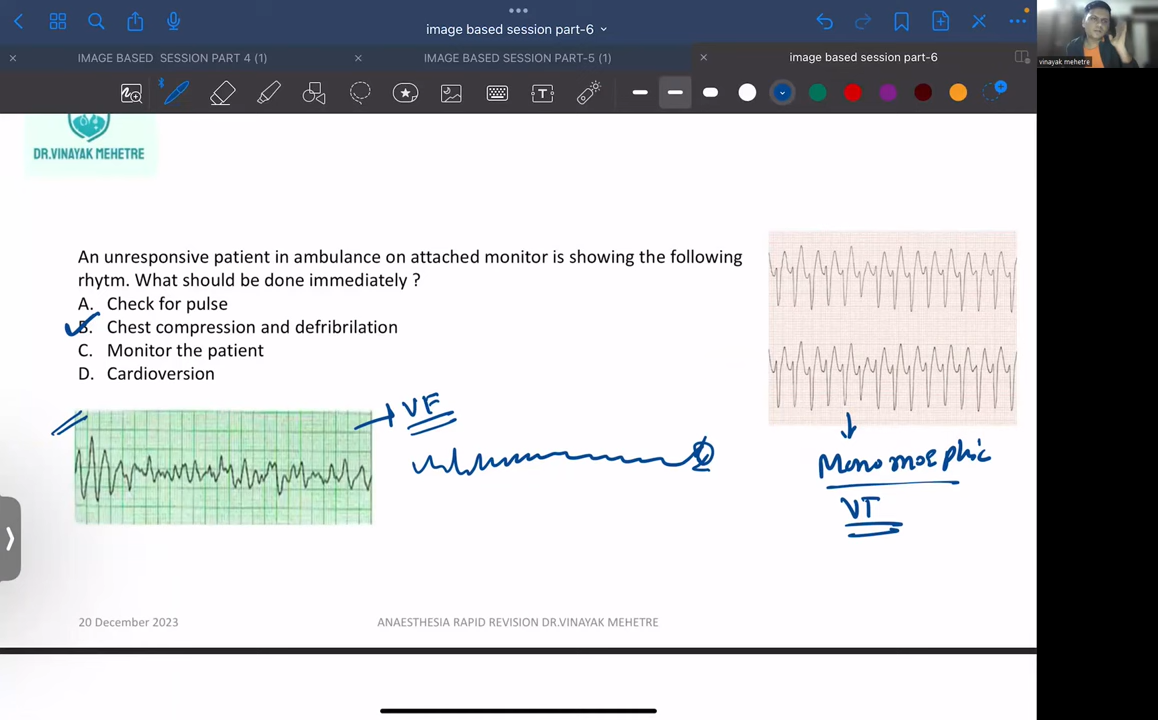 image based session part-6
IMAGE BASED SESSION PART 4 (1)
IMAGE BASED SESSION PART-5 (1)
image based session part-6
vinayak mehetre
DR.VINAYAK MEHETRE
An unresponsive patient in ambulance on attached monitor is showing the following
rhytm. What should be done immediately ?
A. Check for pulse
B. Chest compression and defribrilation
C. Monitor the patient
D. Cardioversion
VF
Monomorphic
VT
20 December 2023
ANAESTHESIA RAPID REVISION DR.VINAYAK MEHETRE